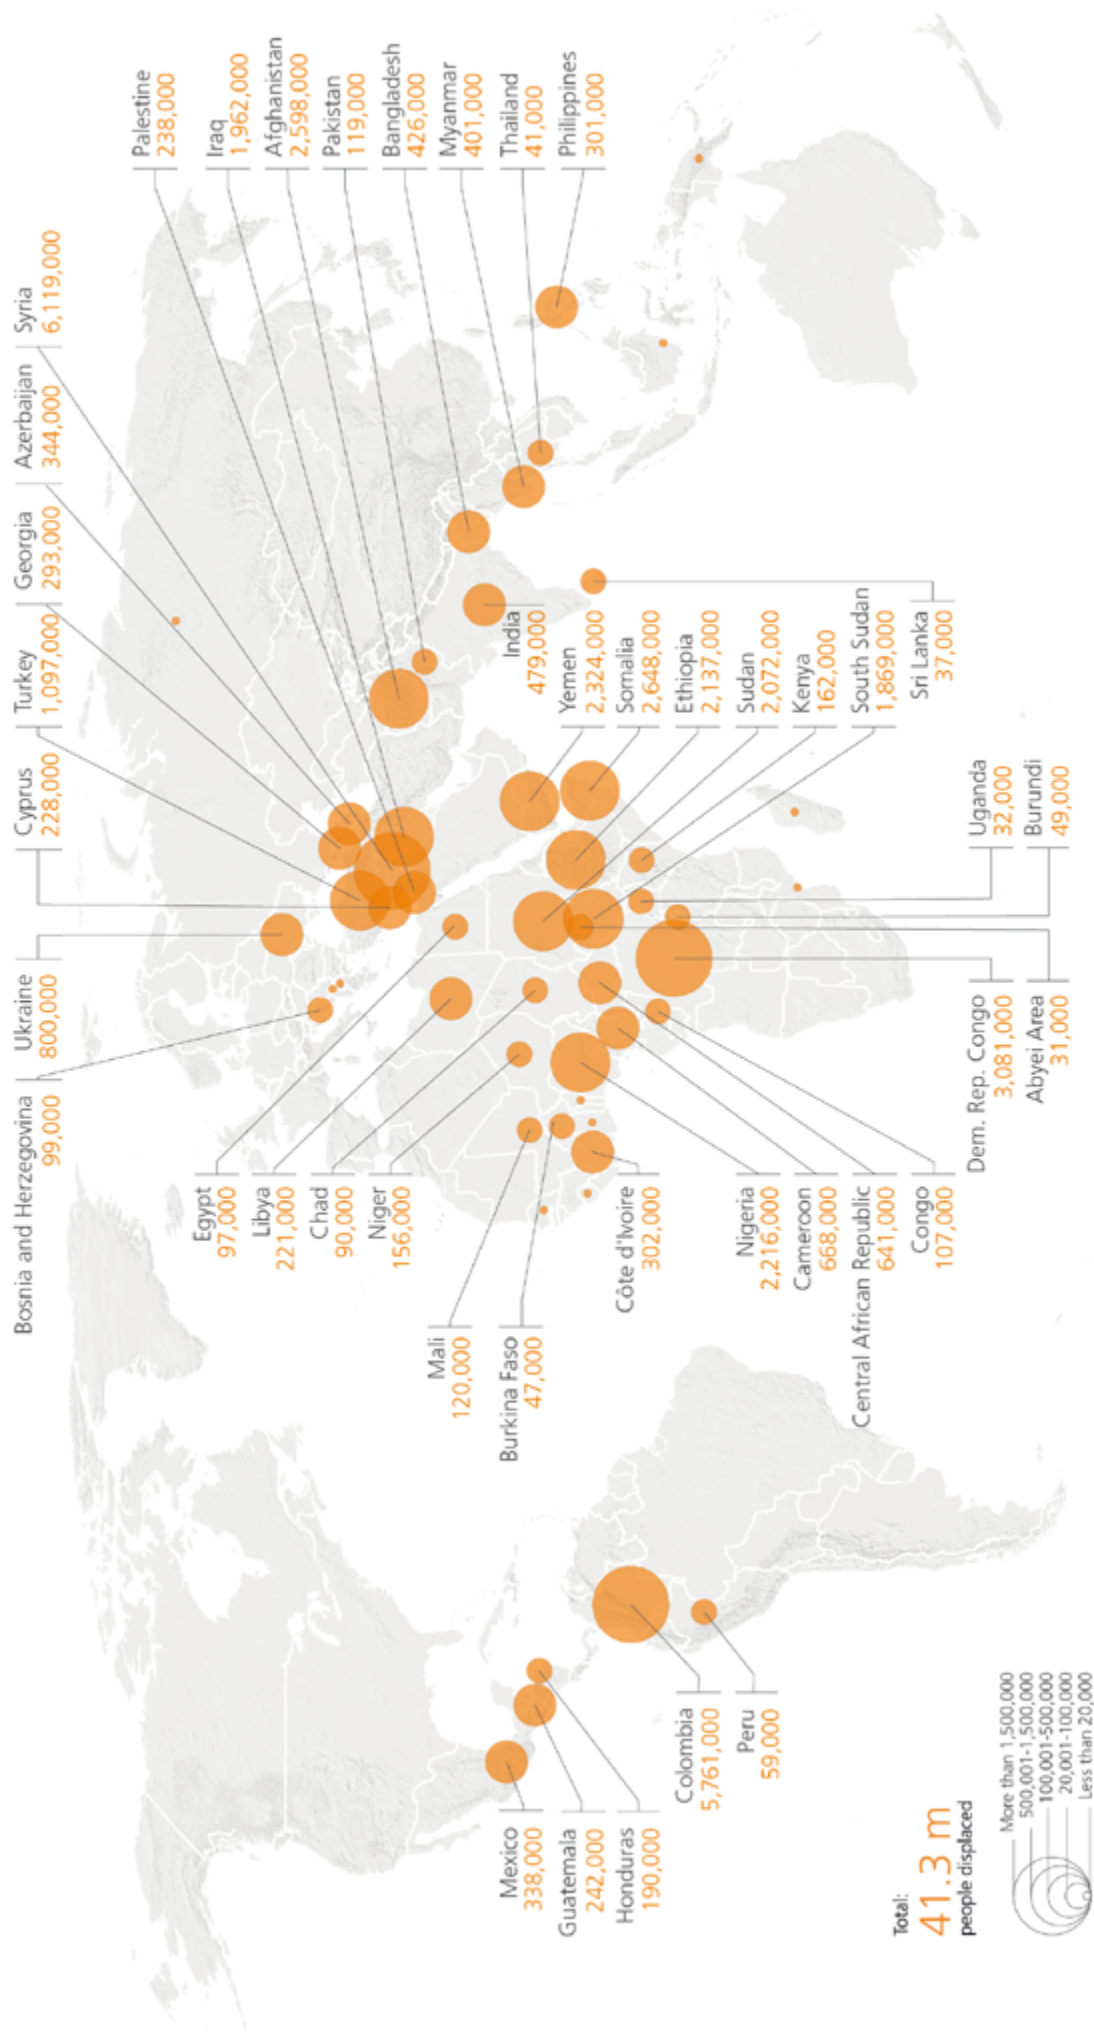 Bosnia and Herzegovina
99,000
Ukraine
800,000
Cyprus
228,000
Turkey
1,097,000
Georgia
293,000
Azerbaijan
344,000
Syria
6,119,000
Palestine
238,000
Iraq
1,962,000
Afghanistan
2,598,000
Pakistan
119,000
Bangladesh
426,000
Myanmar
401,000
Thailand
41,000
Philippines
301,000
Egypt
97,000
Libya
221,000
Chad
90,000
Niger
156,000
Mali
120,000
Burkina Faso
47,000
Côte d'Ivoire
302,000
Nigeria
2,216,000
Cameroon
668,000
Central African Republic
641,000
Congo
107,000
Dem. Rep. Congo
3,081,000
Abyei Area
31,000
Uganda
32,000
Burundi
49,000
India
479,000
Yemen
2,324,000
Somalia
2,648,000
Ethiopia
2,137,000
Sudan
2,072,000
Kenya
162,000
South Sudan
1,869,000
Sri Lanka
37,000
Mexico
338,000
Guatemala
242,000
Honduras
190,000
Colombia
5,761,000
Peru
59,000
Total:
41.3 m
people displaced
More than 1,500,000
500,001-1,500,000
100,001-500,000
20,001-100,000
Less than 20,000